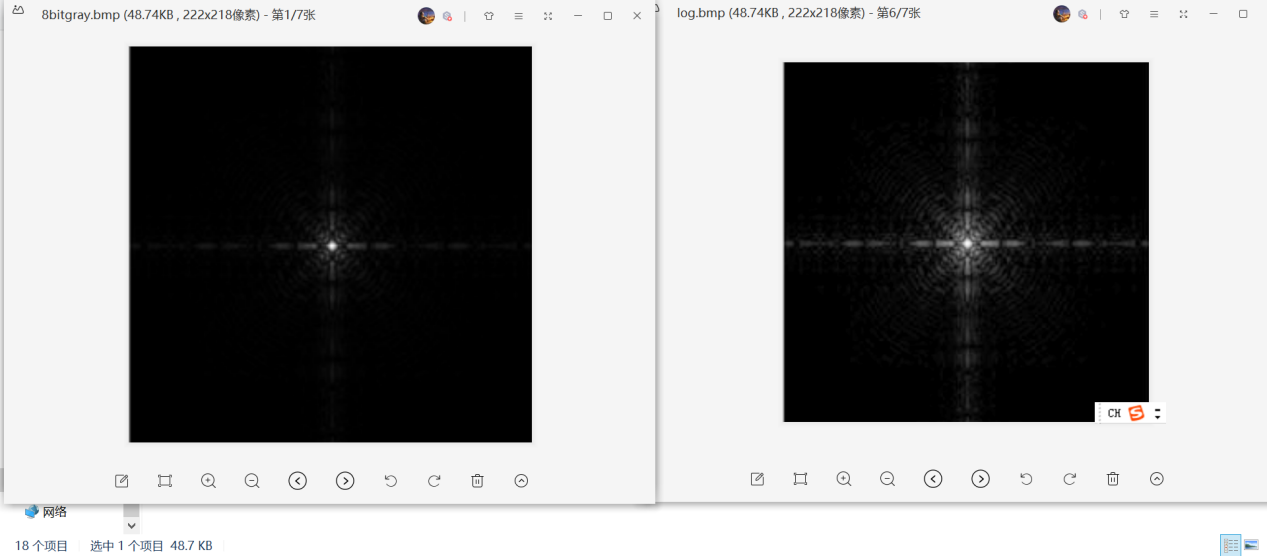 8bitgray.bmp (48.74KB , 222x218像素) - 第1/7张
log.bmp (48.74KB , 222x218像素) - 第6/7张
CH
网络
18 个项目 选中 1 个项目 48.7 KB